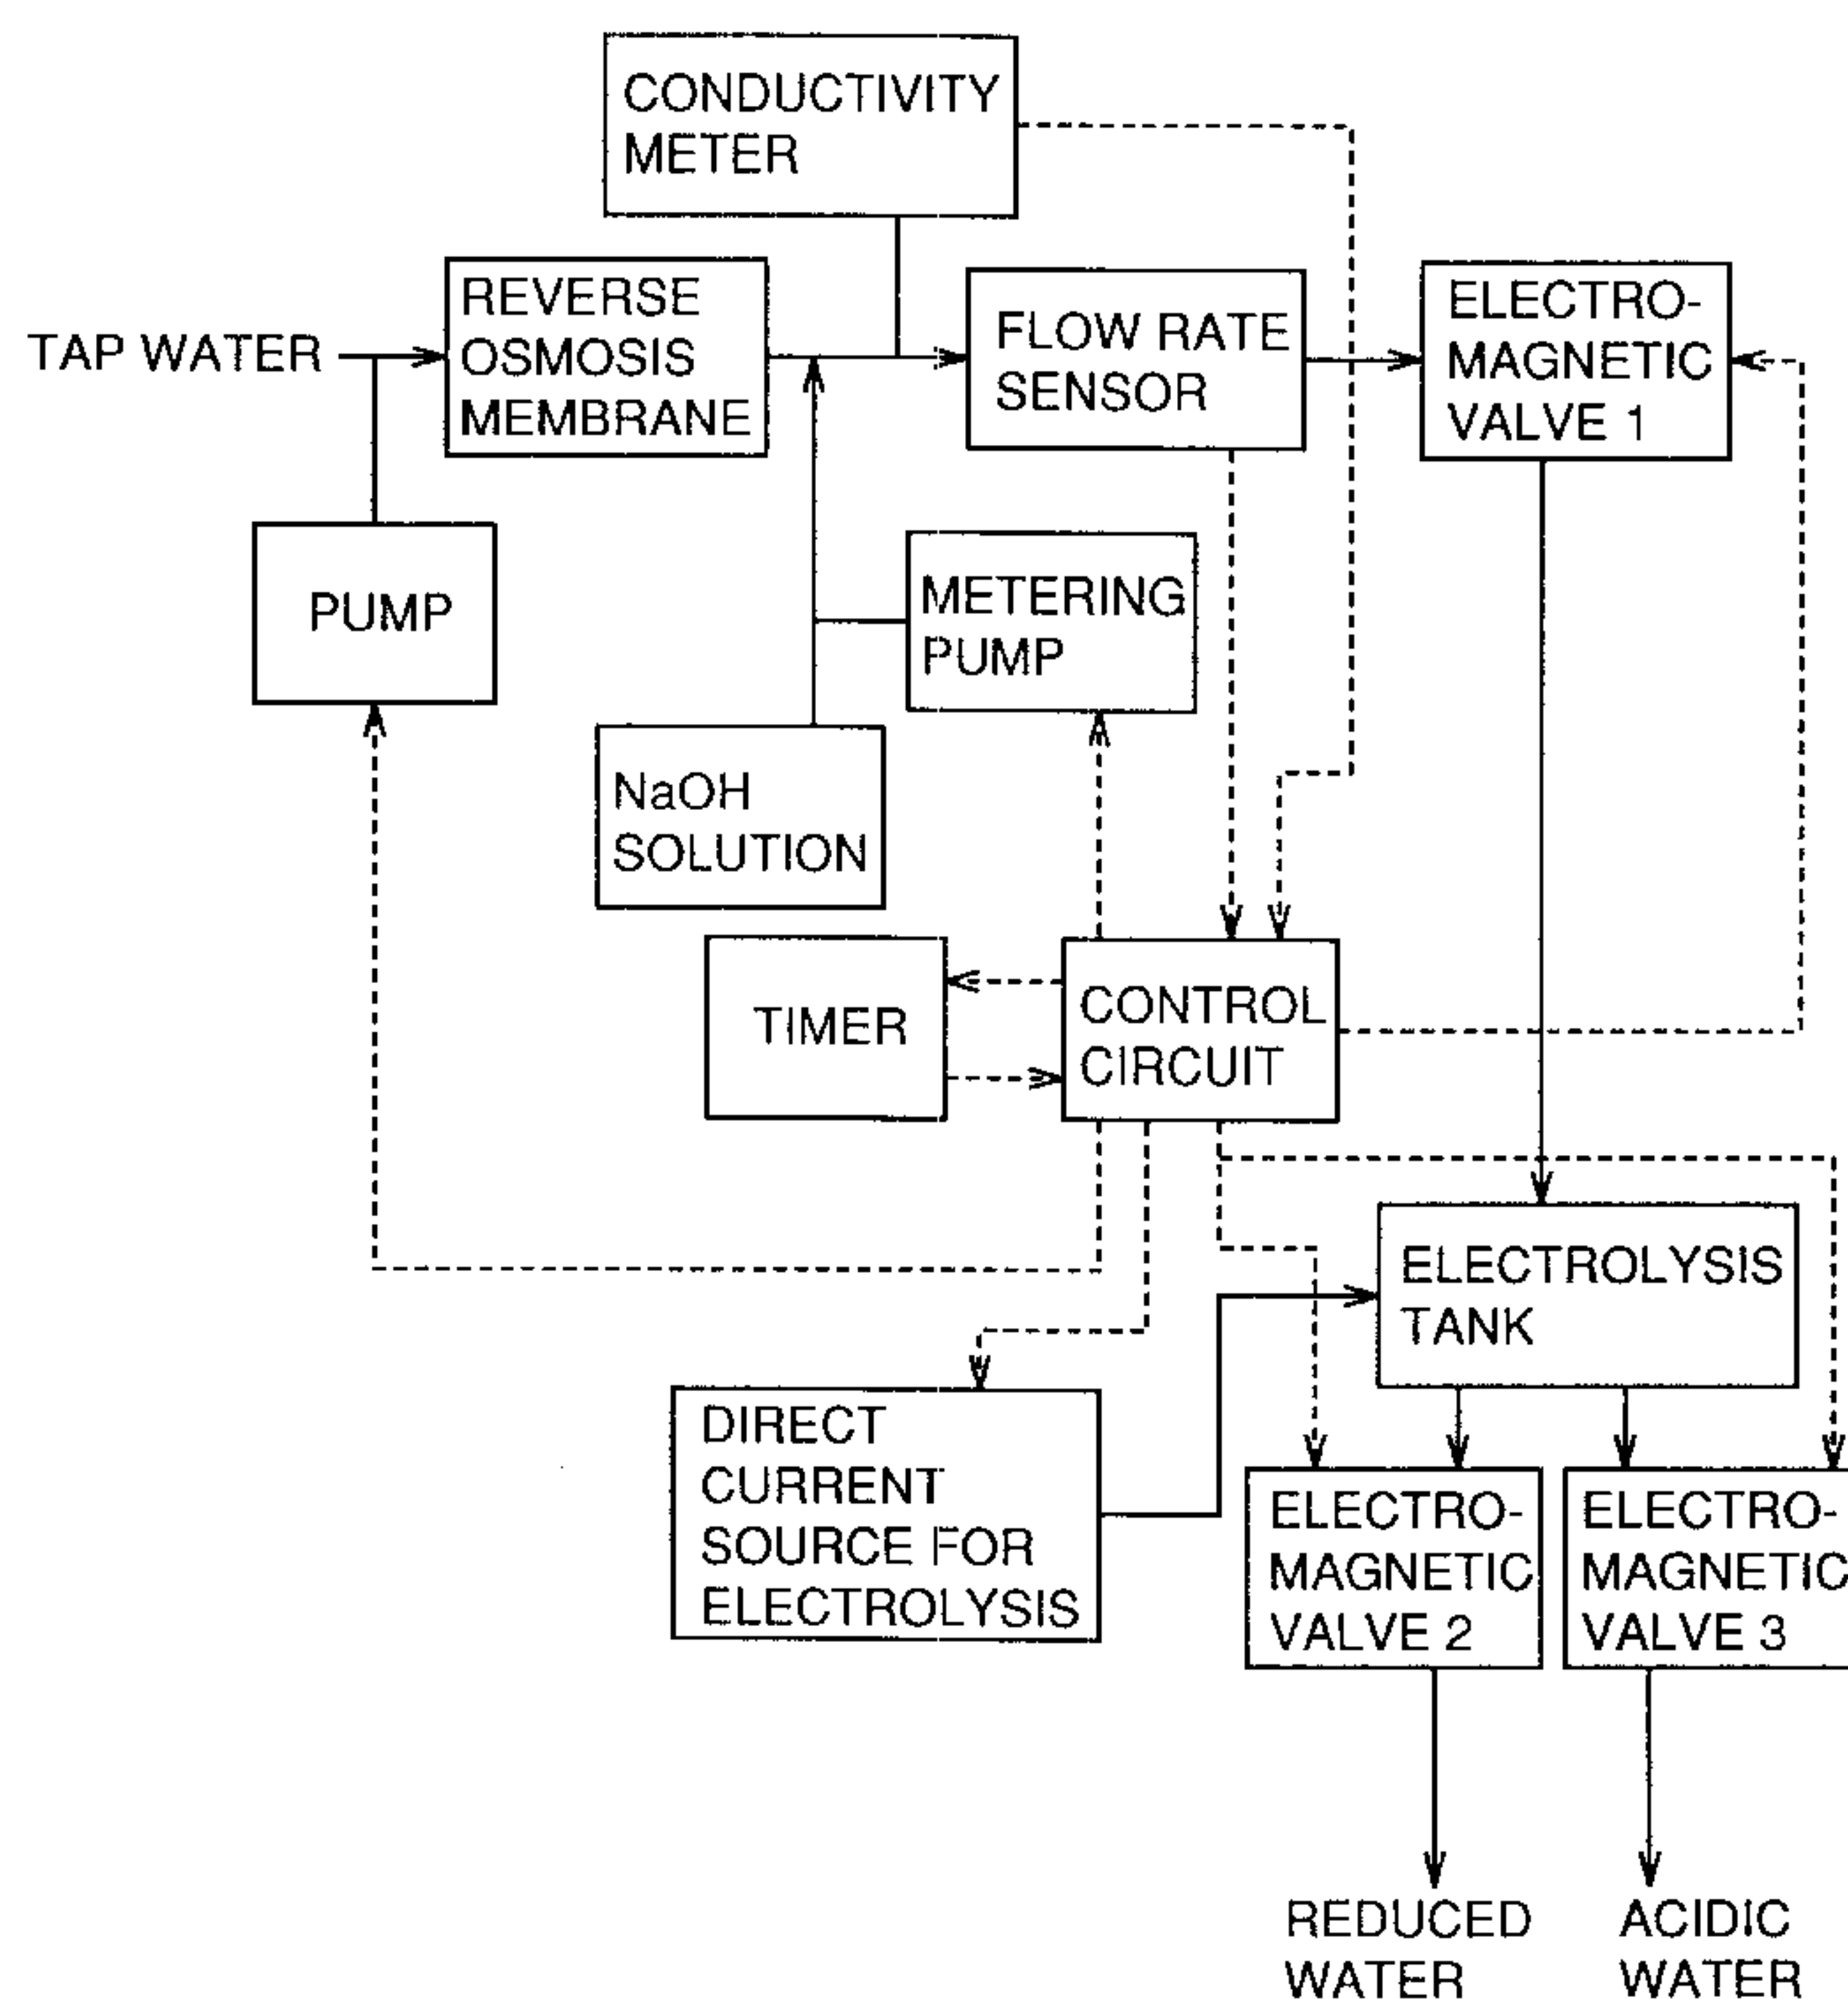 CONDUCTIVITY
METER
TAP WATER
REVERSE
OSMOSIS
MEMBRANE
FLOW RATE
SENSOR
ELECTRO-
MAGNETIC
VALVE 1
PUMP
METERING
PUMP
NaOH
SOLUTION
TIMER
CONTROL
CIRCUIT
ELECTROLYSIS
TANK
DIRECT
CURRENT
SOURCE FOR
ELECTROLYSIS
ELECTRO-
MAGNETIC
VALVE 2
ELECTRO-
MAGNETIC
VALVE 3
REDUCED
WATER
ACIDIC
WATER